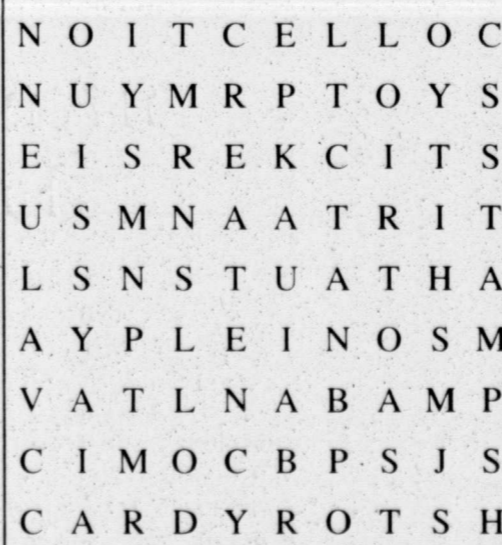 N O I T C E L L O C
N U Y M R P T O Y S
E I S R E K C I T S
U S M N A A T R I T
L S N S T U A T H A
A Y P L E I N O S M
V A T L N A B A M P
C I M O C B P S J S
C A R D Y R O T S H